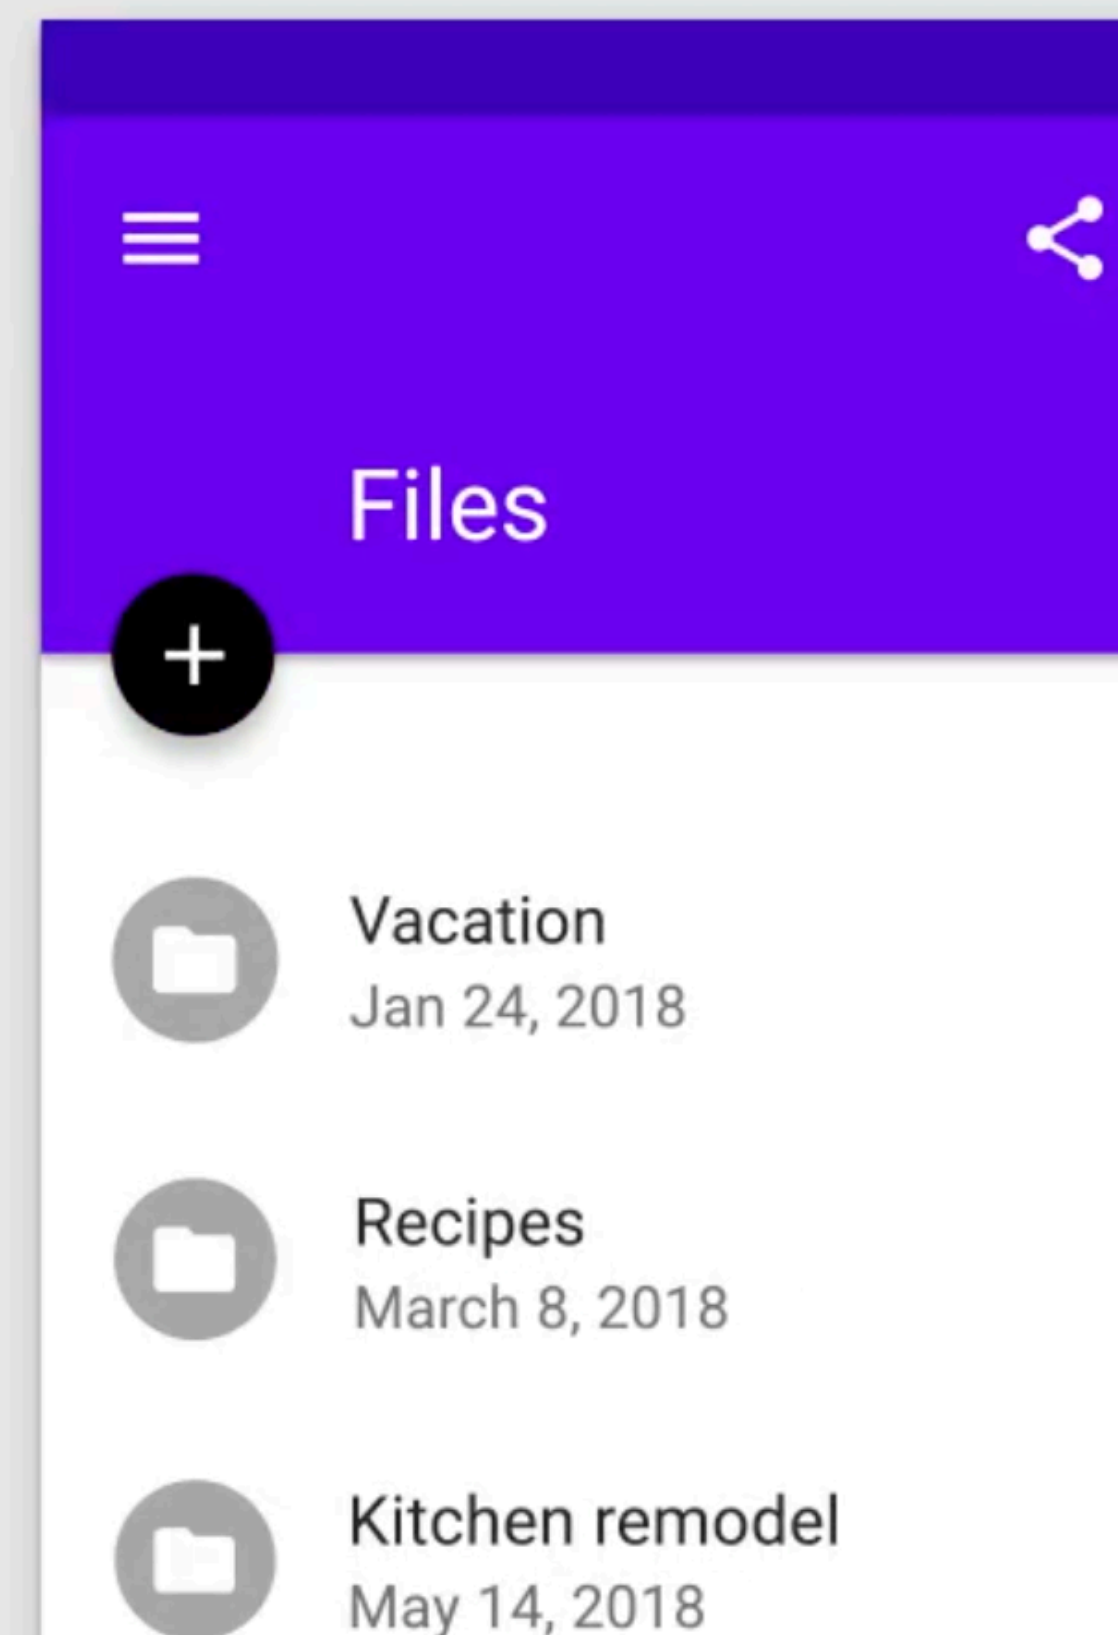 Files
Vacation
Jan 24, 2018
Recipes
March 8, 2018
Kitchen remodel
May 14, 2018